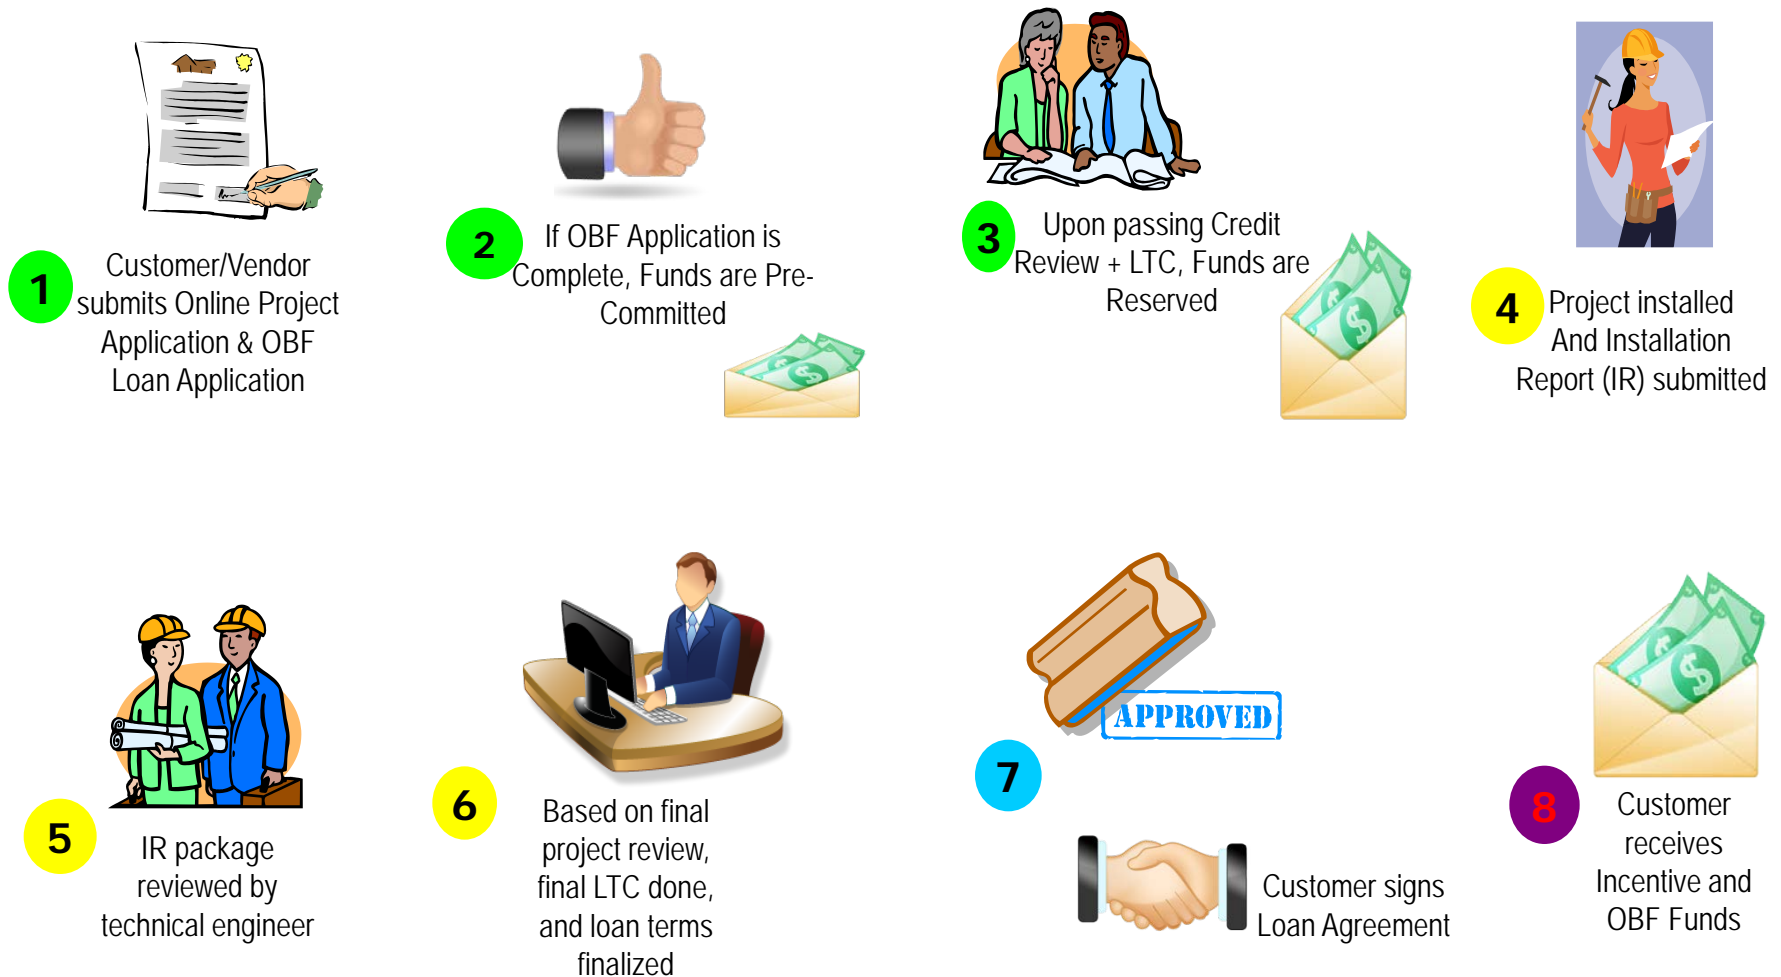 1
Customer/Vendor
submits Online Project
Application & OBF
Loan Application
2
If OBF Application is
Complete, Funds are Pre-
Committed
3
Upon passing Credit
Review + LTC, Funds are
Reserved
4
Project installed
And Installation
Report (IR) submitted
5
IR package
reviewed by
technical engineer
6
Based on final
project review,
final LTC done,
and loan terms
finalized
APPROVED
7
Customer signs
Loan Agreement
8
Customer
receives
Incentive and
OBF Funds